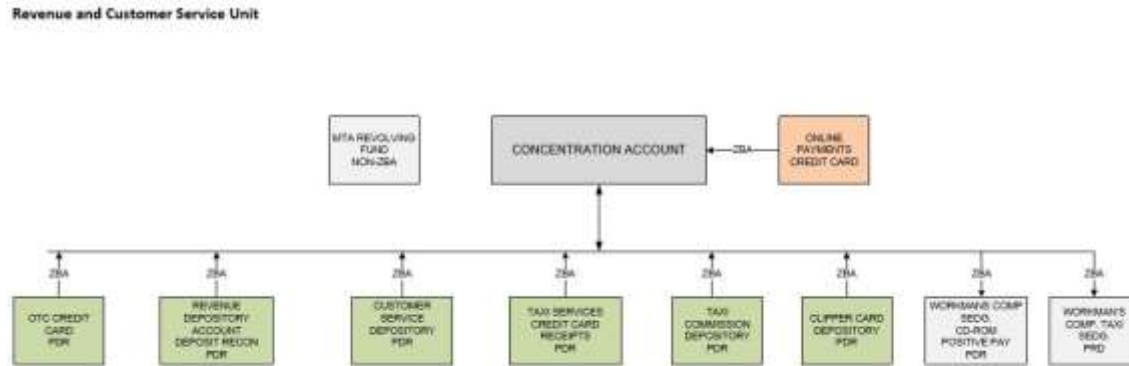 Revenue and Customer Service Unit
MTA REVOLVING
FUND
NON-ZBA
CONCENTRATION ACCOUNT
ZBA
ONLINE
PAYMENTS
CREDIT CARD
ZBA
ZBA
ZBA
ZBA
ZBA
ZBA
ZBA
ZBA
OTC CREDIT
CARD
PDR
REVENUE
DEPOSITORY
ACCOUNT
DEPOSIT RECON
PDR
CUSTOMER
SERVICE
DEPOSITORY
PDR
TAXI SERVICES
CREDIT CARD
RECEIPTS
PDR
TAXI
COMMISSION
DEPOSITORY
PDR
CLIPPER CARD
DEPOSITORY
PDR
WORKMANS COMP
SEDG.
CD-ROM
POSITIVE PAY
PDR
WORKMAN'S
COMP. TAXI
SEDG.
PRD